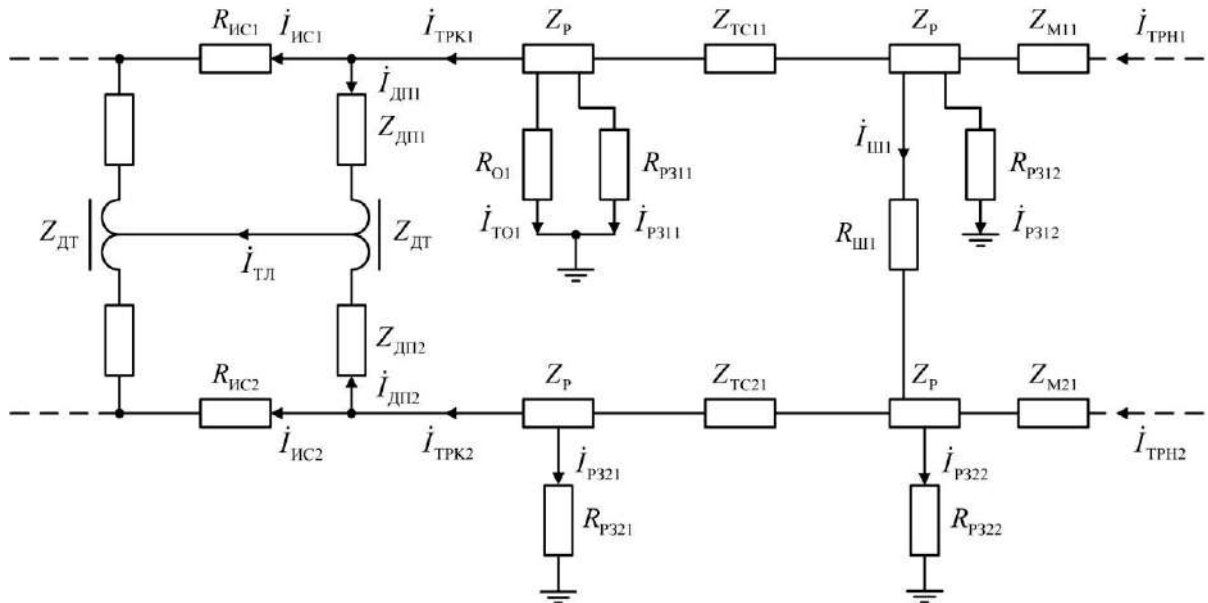 R_ИС1 İ_ИС1 İ_ТРК1 Z_Р Z_ТС11 Z_Р Z_М11 İ_ТРН1
İ_ДП1
Z_ДП1
R_О1 R_РЗ11 İ_Ш1 R_РЗ12
Z_ДТ Z_ДТ İ_ТО1 İ_РЗ11 R_Ш1 İ_РЗ12
İ_ТЛ
Z_ДП2
R_ИС2 İ_ДП2 Z_Р Z_ТС21 Z_Р Z_М21
İ_ИС2 İ_ТРК2 İ_РЗ21 İ_РЗ22 İ_ТРН2
R_РЗ21 R_РЗ22